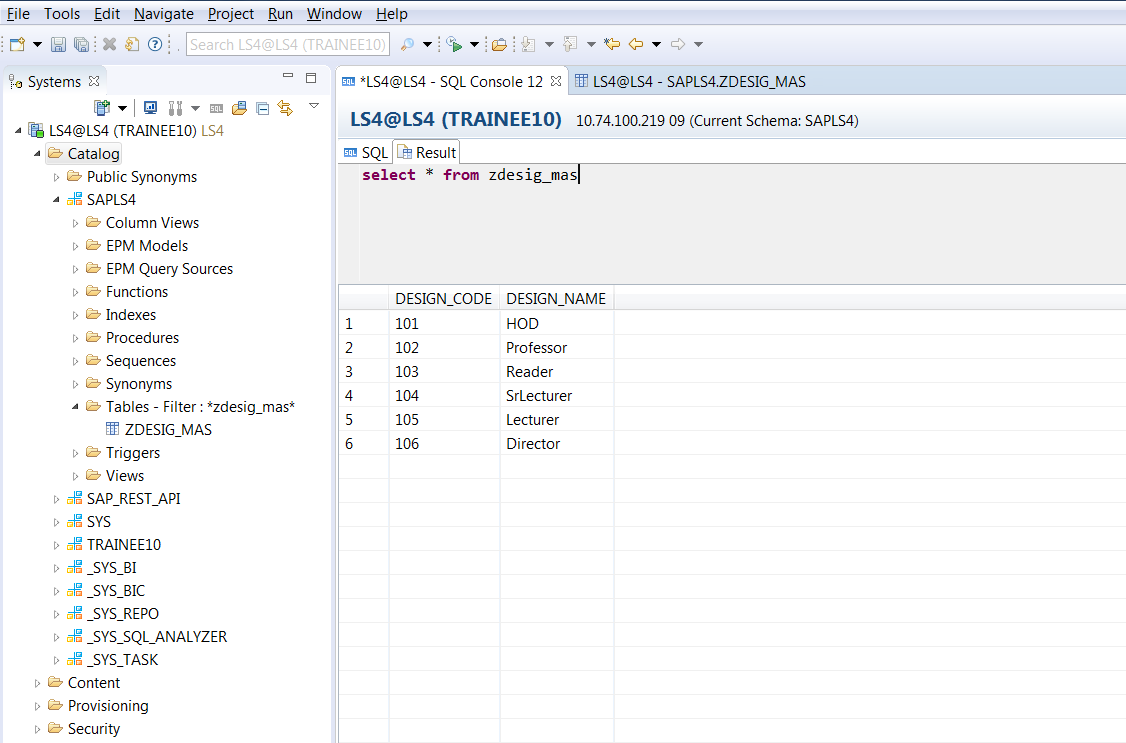 File Tools Edit Navigate Project Run Window Help
Search LS4@LS4 (TRAINEE10)
Systems
LS4@LS4 (TRAINEE10) LS4
Catalog
Public Synonyms
SAPLS4
Column Views
EPM Models
EPM Query Sources
Functions
Indexes
Procedures
Sequences
Synonyms
Tables - Filter : *zdesig_mas*
ZDESIG_MAS
Triggers
Views
SAP_REST_API
SYS
TRAINEE10
_SYS_BI
_SYS_BIC
_SYS_REPO
_SYS_SQL_ANALYZER
_SYS_TASK
Content
Provisioning
Security
*LS4@LS4 - SQL Console 12 LS4@LS4 - SAPLS4.ZDESIG_MAS
LS4@LS4 (TRAINEE10) 10.74.100.219 09 (Current Schema: SAPLS4)
SQL SQL Result
select * from zdesig_mas
DESIGN_CODE DESIGN_NAME
1 101 HOD
2 102 Professor
3 103 Reader
4 104 SrLecturer
5 105 Lecturer
6 106 Director